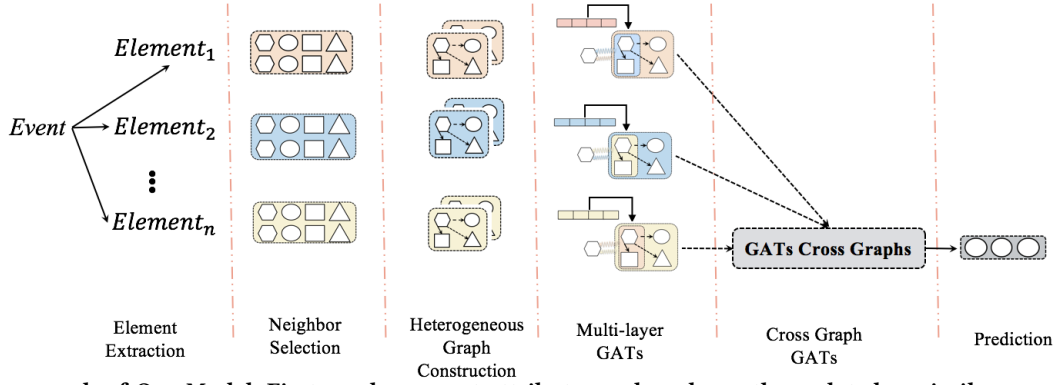 Element1
Event
Element2
Elementn
GATs Cross Graphs
Element
Extraction
Neighbor
Selection
Heterogeneous
Graph
Construction
Multi-layer
GATs
Cross Graph
GATs
Prediction